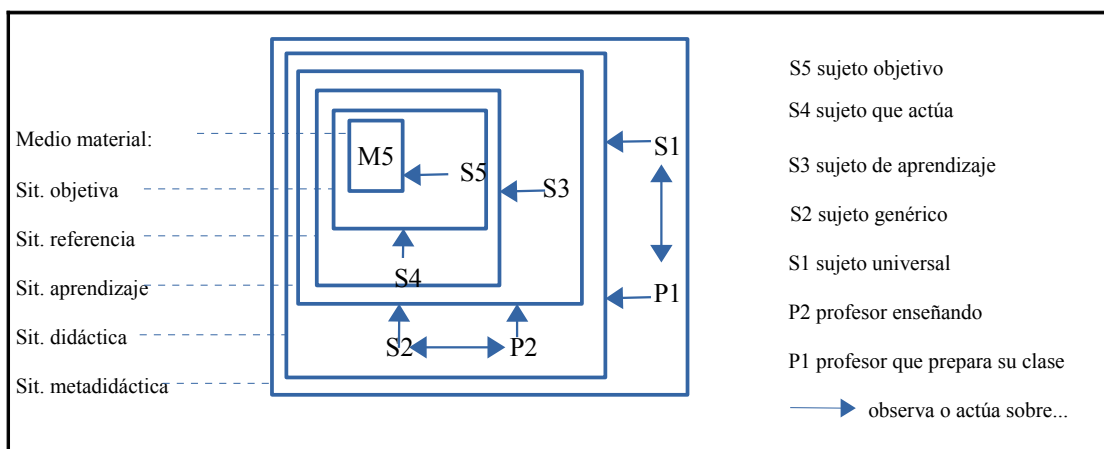 Medio material:
Sit. objetiva
Sit. referencia
Sit. aprendizaje
Sit. didáctica
Sit. metadidáctica
M5
S5
S3
S4
S2
P2
S1
P1
S5 sujeto objetivo
S4 sujeto que actúa
S3 sujeto de aprendizaje
S2 sujeto genérico
S1 sujeto universal
P2 profesor enseñando
P1 profesor que prepara su clase
observa o actúa sobre...